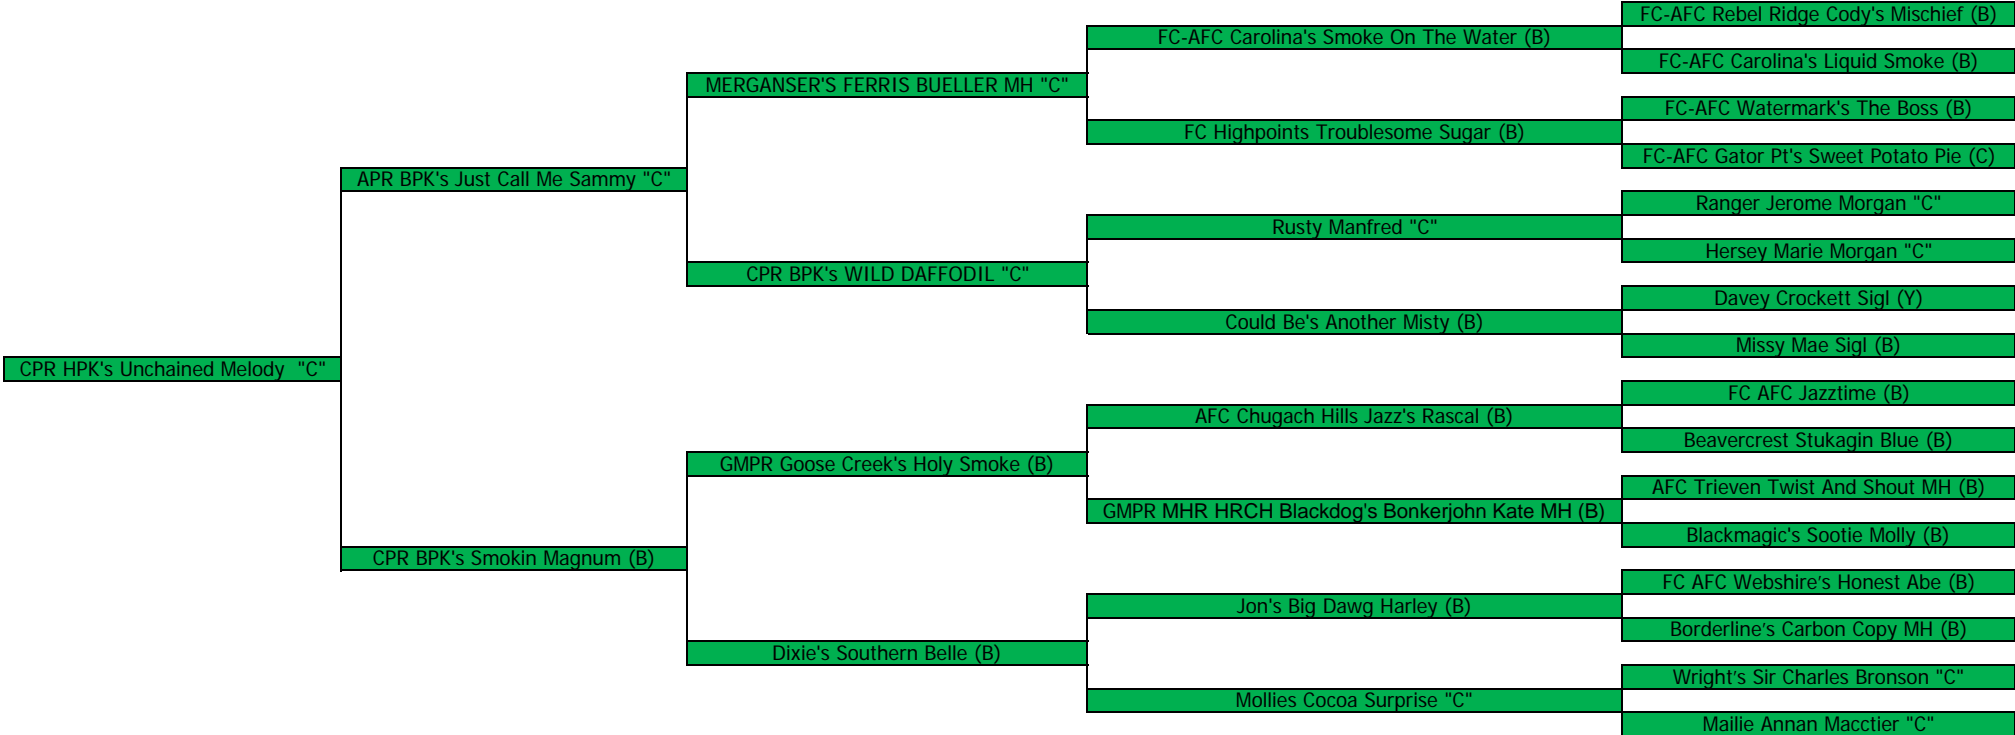 FC-AFC Rebel Ridge Cody's Mischief (B)
FC-AFC Carolina's Smoke On The Water (B)
FC-AFC Carolina's Liquid Smoke (B)
MERGANSER'S FERRIS BUELLER MH "C"
FC-AFC Watermark's The Boss (B)
FC Highpoints Troublesome Sugar (B)
FC-AFC Gator Pt's Sweet Potato Pie (C)
APR BPK's Just Call Me Sammy "C"
Ranger Jerome Morgan "C"
Rusty Manfred "C"
Hersey Marie Morgan "C"
CPR BPK's WILD DAFFODIL "C"
Davey Crockett Sigl (Y)
Could Be's Another Misty (B)
Missy Mae Sigl (B)
CPR HPK's Unchained Melody  "C"
FC AFC Jazztime (B)
AFC Chugach Hills Jazz's Rascal (B)
Beavercrest Stukagin Blue (B)
GMPR Goose Creek's Holy Smoke (B)
AFC Trieven Twist And Shout MH (B)
GMPR MHR HRCH Blackdog's Bonkerjohn Kate MH (B)
Blackmagic's Sootie Molly (B)
CPR BPK's Smokin Magnum (B)
FC AFC Webshire’s Honest Abe (B)
Jon's Big Dawg Harley (B)
Borderline’s Carbon Copy MH (B)
Dixie's Southern Belle (B)
Wright’s Sir Charles Bronson "C"
Mollies Cocoa Surprise "C"
Mailie Annan Macctier "C"